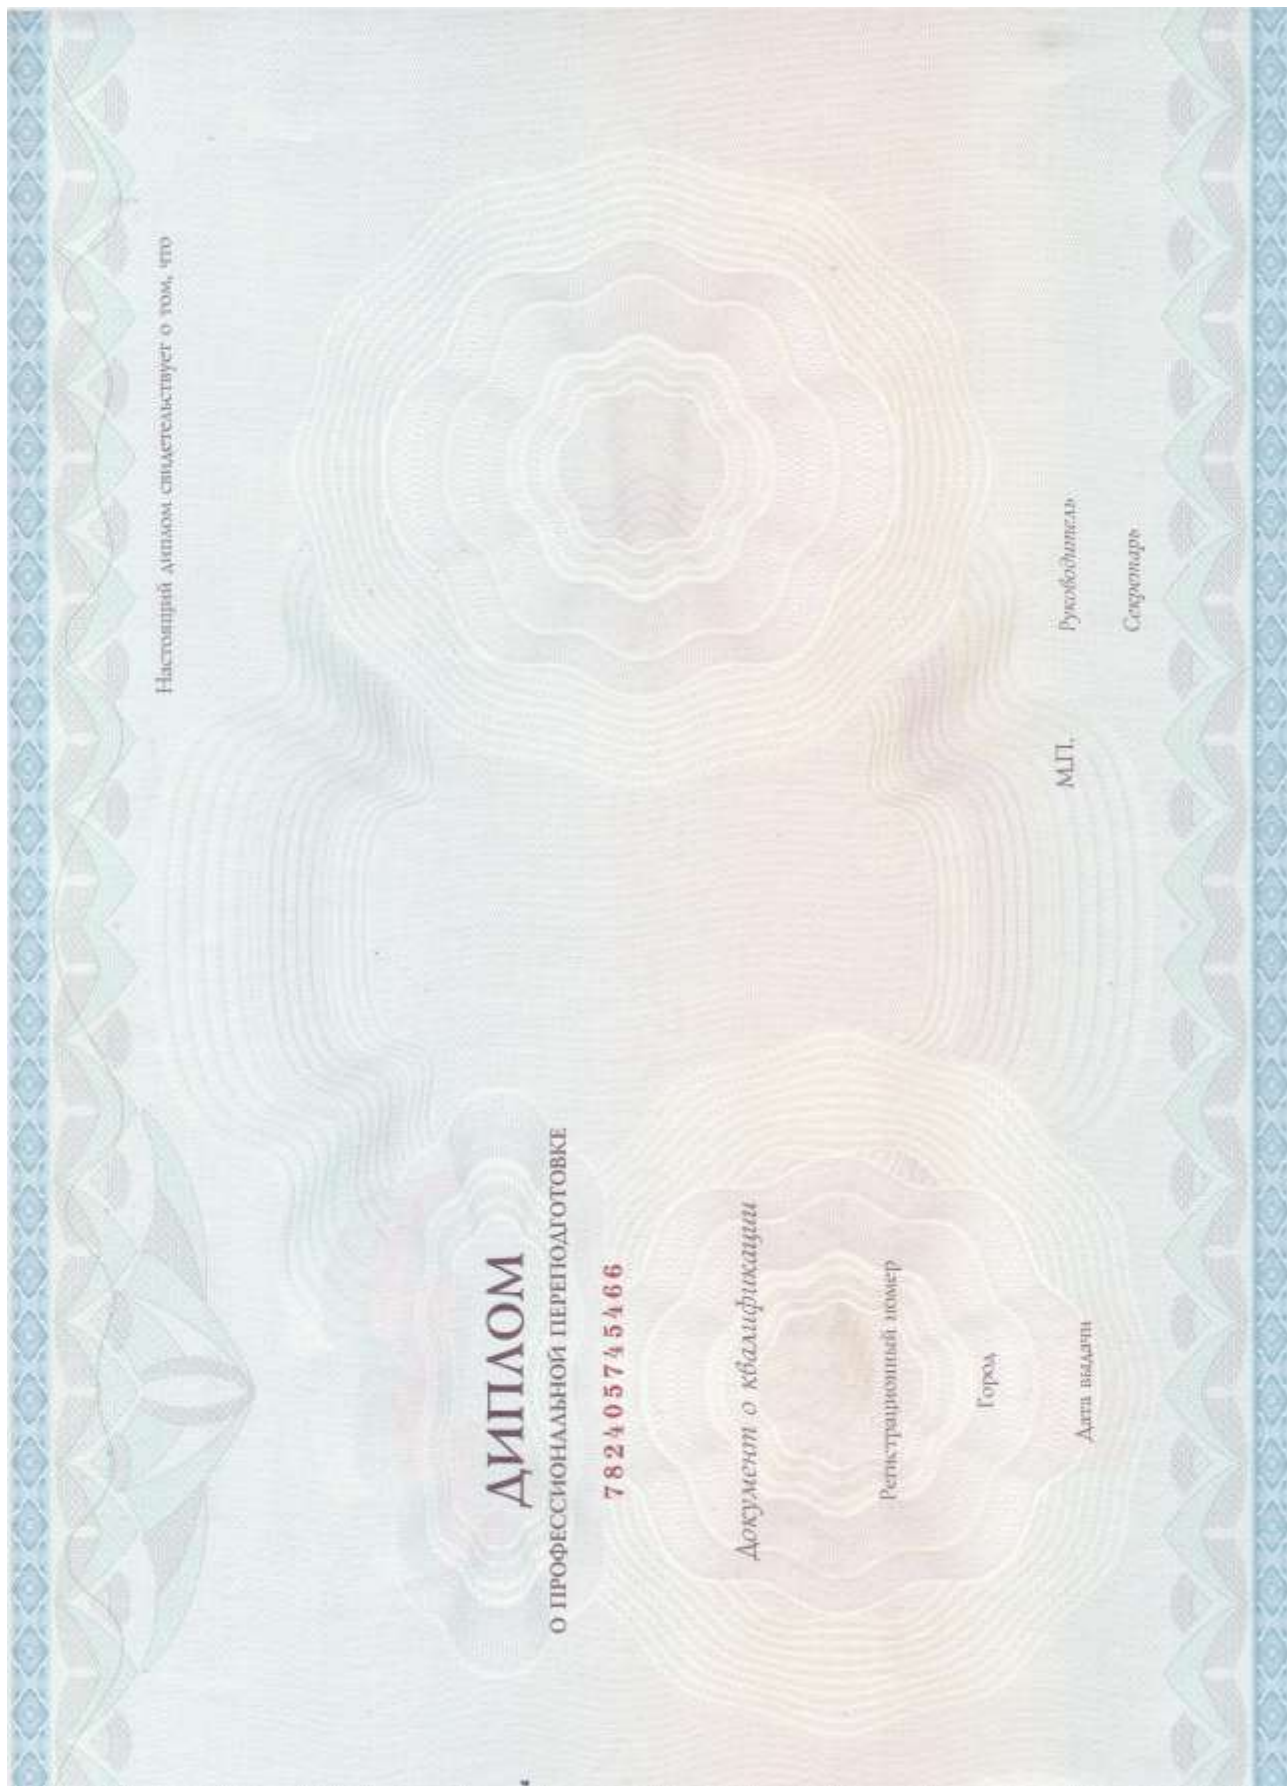 ДИПЛОМ
О ПРОФЕССИОНАЛЬНОЙ ПЕРЕПОДГОТОВКЕ
782405745466
Документ о квалификации
Регистрационный номер
Город
Дата выдачи
Настоящий диплом свидетельствует о том, что
М.П.
Руководитель
Секретарь